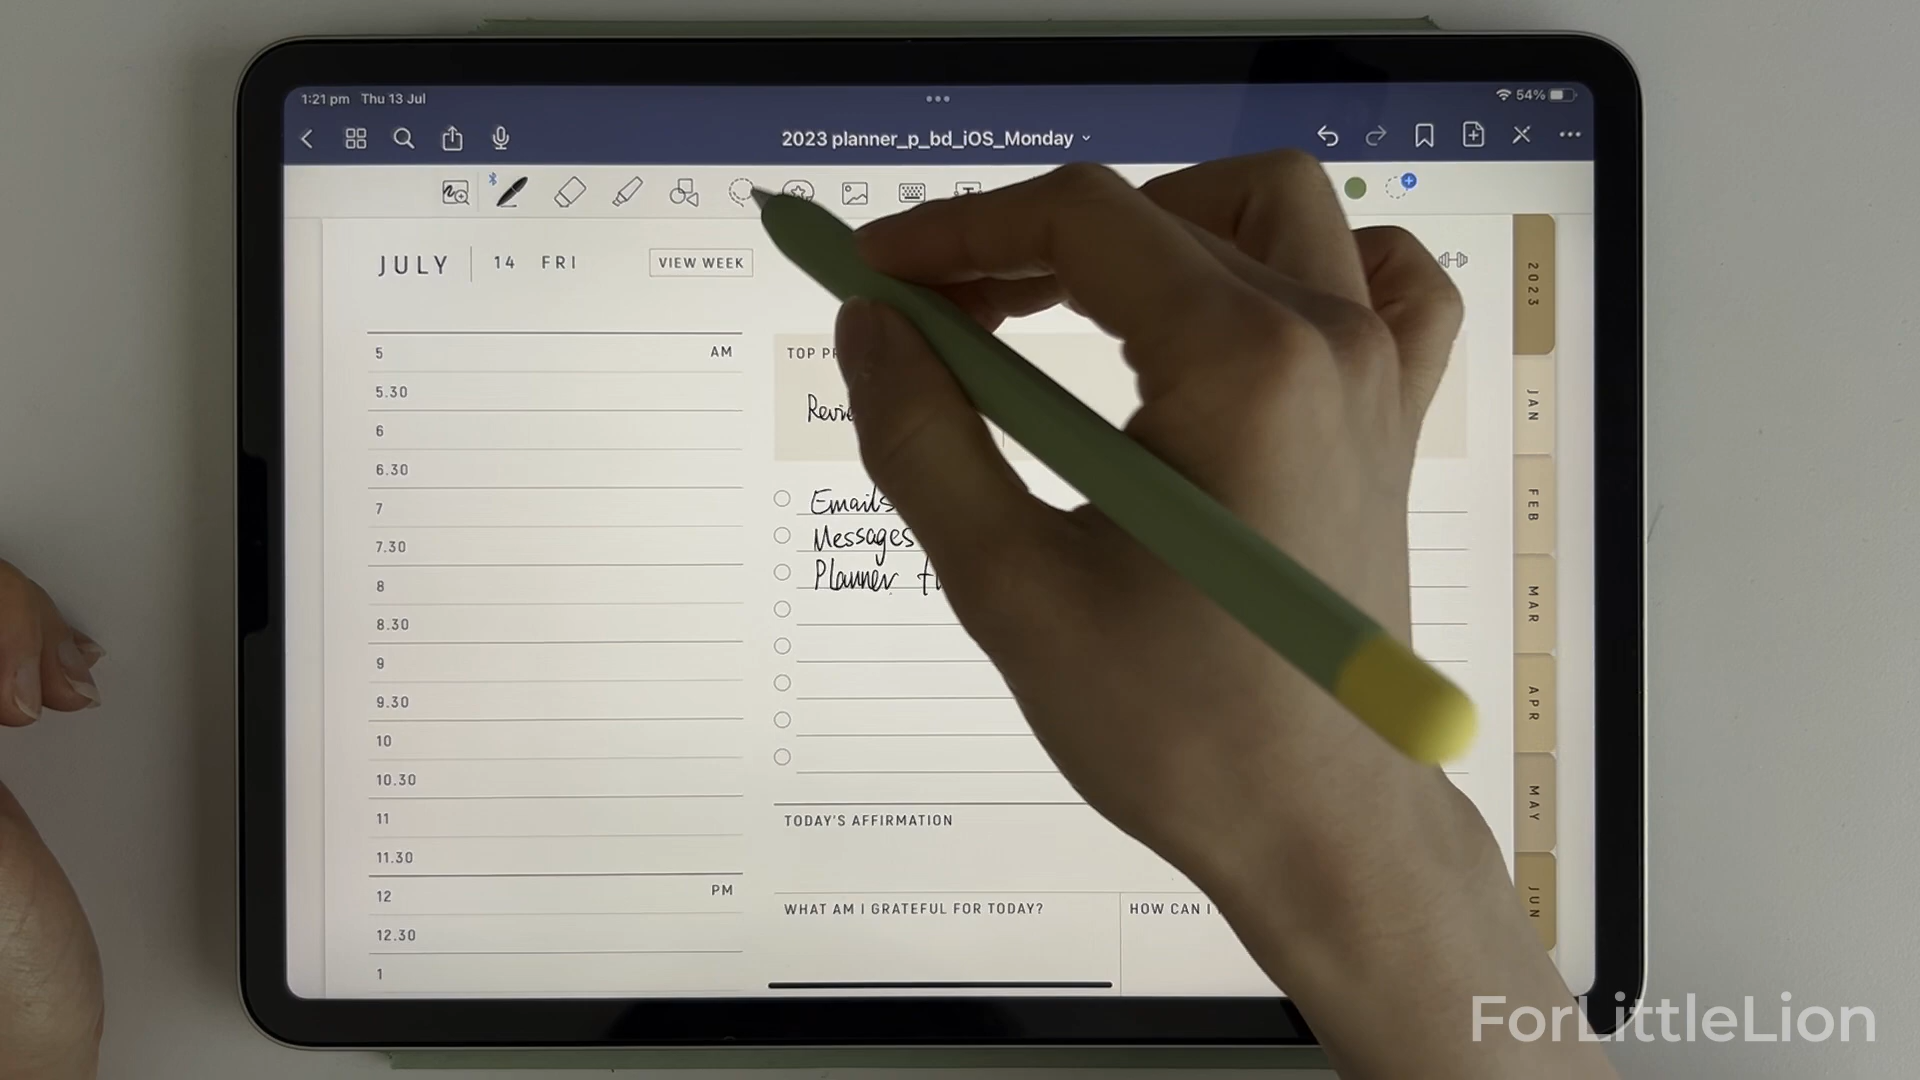 1:21 pm Thu 13 Jul
54%
2023 planner_p_bd_iOS_Monday
JULY 14 FRI
VIEW WEEK
5 AM
5.30
6
6.30
7
7.30
8
8.30
9
9.30
10
10.30
11
11.30
12 PM
12.30
1
TOP
Emails
Messages
Planner
TODAY'S AFFIRMATION
WHAT AM I GRATEFUL FOR TODAY?
HOW CAN I
2023
JAN
FEB
MAR
APR
MAY
JUN
ForLittleLion